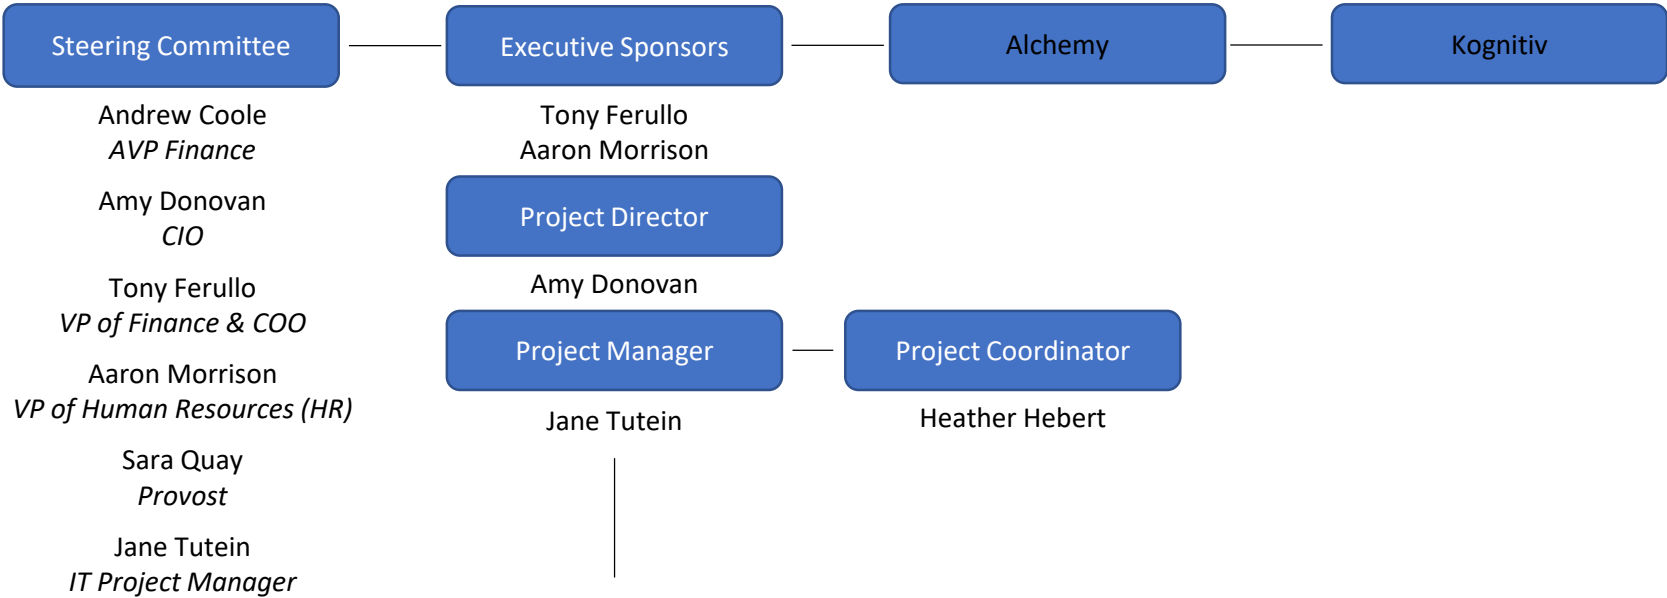 Steering Committee
Executive Sponsors
Alchemy
Kognitiv
Andrew Coole
AVP Finance
Amy Donovan
CIO
Tony Ferullo
VP of Finance & COO
Aaron Morrison
VP of Human Resources (HR)
Sara Quay
Provost
Jane Tutein
IT Project Manager
Tony Ferullo
Aaron Morrison
Project Director
Amy Donovan
Project Manager
Jane Tutein
Project Coordinator
Heather Hebert